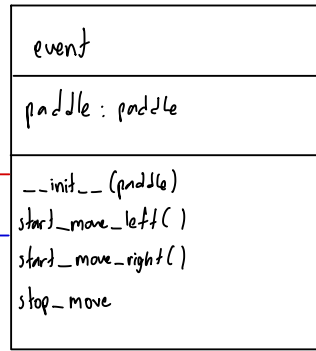 event
paddle : paddle
__init__ (paddle)
start_move_left()
start_move_right()
stop_move